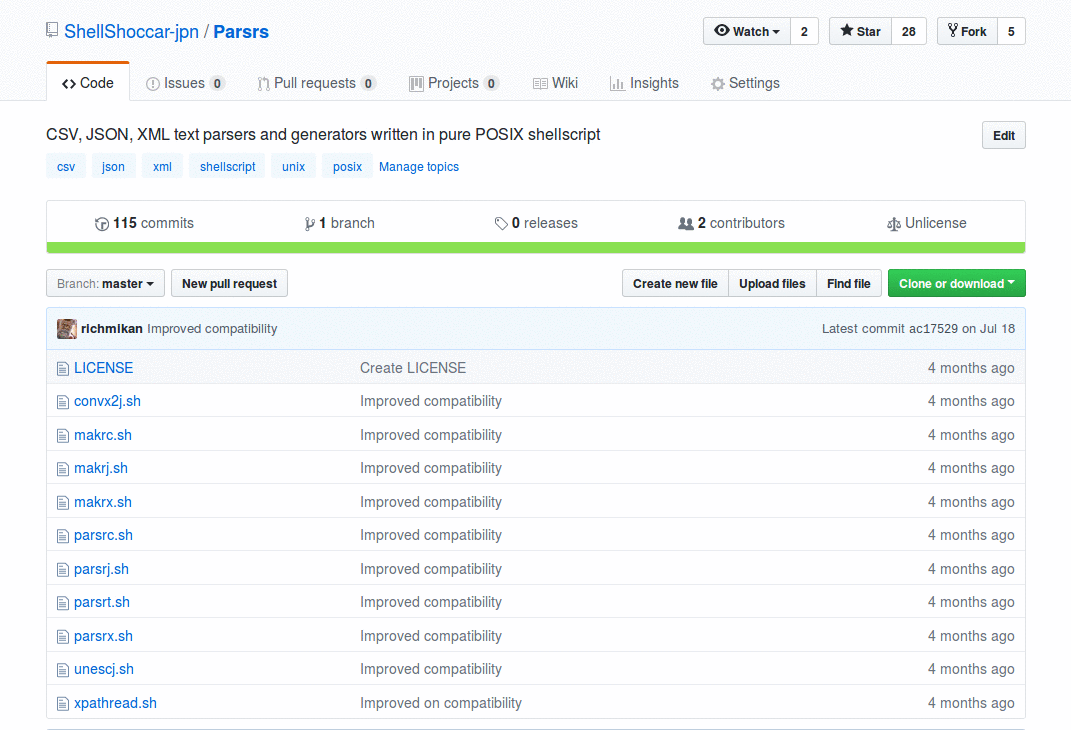 ShellShoccar-jpn / Parsrs
Watch 2 Star 28 Fork 5
Code Issues 0 Pull requests 0 Projects 0 Wiki Insights Settings
CSV, JSON, XML text parsers and generators written in pure POSIX shellscript Edit
csv json xml shellscript unix posix Manage topics
115 commits 1 branch 0 releases 2 contributors Unlicense
Branch: master New pull request Create new file Upload files Find file Clone or download
richmikan Improved compatibility Latest commit ac17529 on Jul 18
LICENSE Create LICENSE 4 months ago
convx2j.sh Improved compatibility 4 months ago
makrc.sh Improved compatibility 4 months ago
makrj.sh Improved compatibility 4 months ago
makrx.sh Improved compatibility 4 months ago
parsrc.sh Improved compatibility 4 months ago
parsrj.sh Improved compatibility 4 months ago
parsrt.sh Improved compatibility 4 months ago
parsrx.sh Improved compatibility 4 months ago
unescj.sh Improved compatibility 4 months ago
xpathread.sh Improved on compatibility 4 months ago